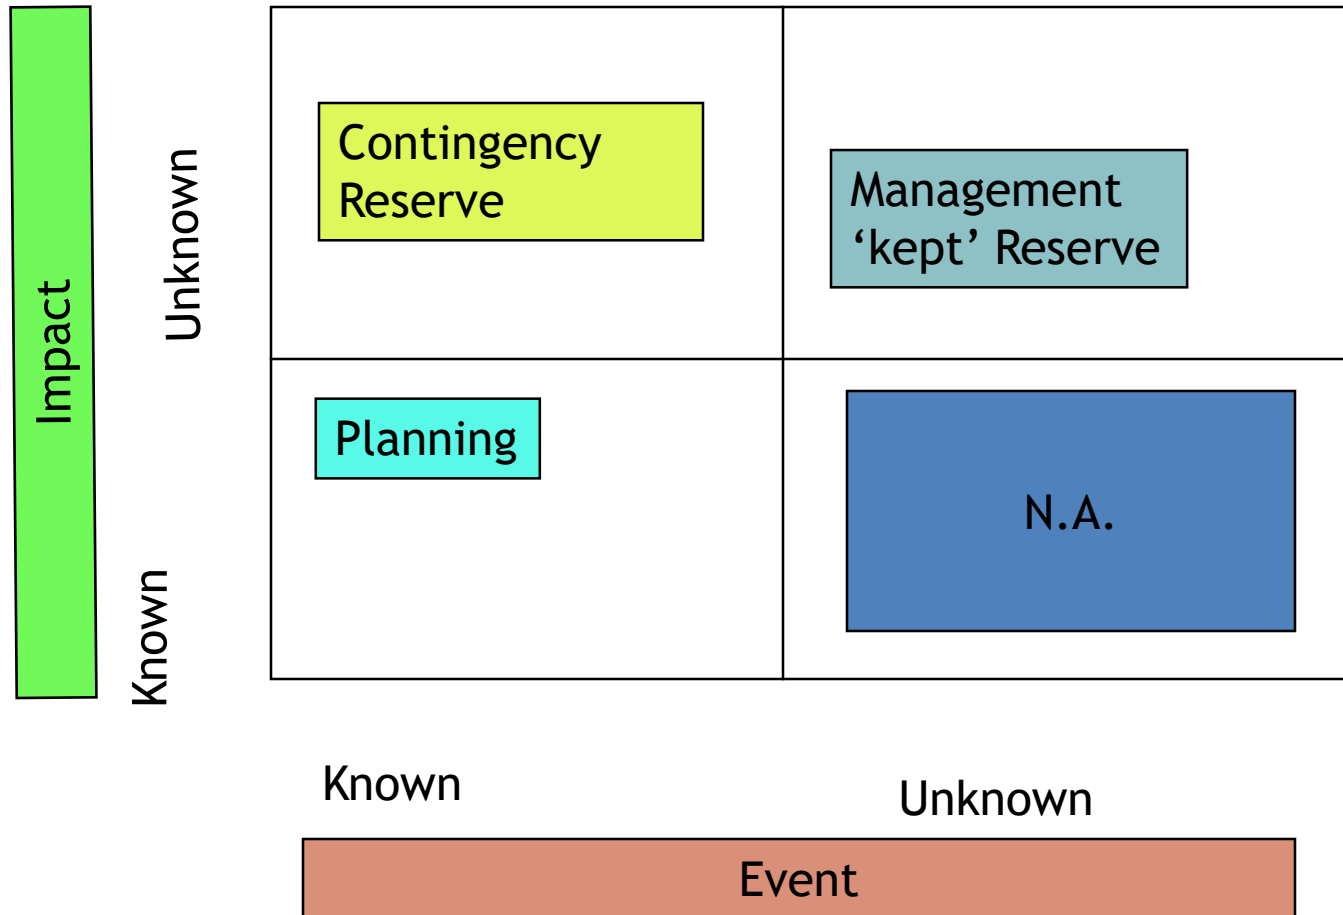 Impact
Unknown
Known
Contingency
Reserve
Management
‘kept’ Reserve
Planning
N.A.
Known
Unknown
Event